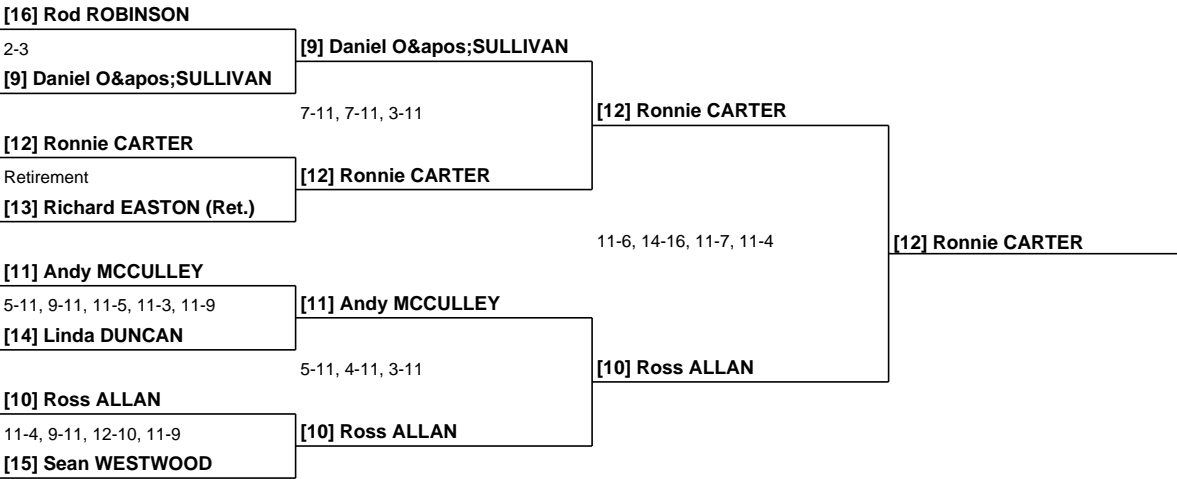 [16] Rod ROBINSON
2-3
[9] Daniel O&apos;SULLIVAN
[12] Ronnie CARTER
Retirement
[13] Richard EASTON (Ret.)
[11] Andy MCCULLEY
5-11, 9-11, 11-5, 11-3, 11-9
[14] Linda DUNCAN
[10] Ross ALLAN
11-4, 9-11, 12-10, 11-9
[15] Sean WESTWOOD
[9] Daniel O&apos;SULLIVAN
7-11, 7-11, 3-11
[12] Ronnie CARTER
[11] Andy MCCULLEY
5-11, 4-11, 3-11
[10] Ross ALLAN
[12] Ronnie CARTER
11-6, 14-16, 11-7, 11-4
[10] Ross ALLAN
[12] Ronnie CARTER